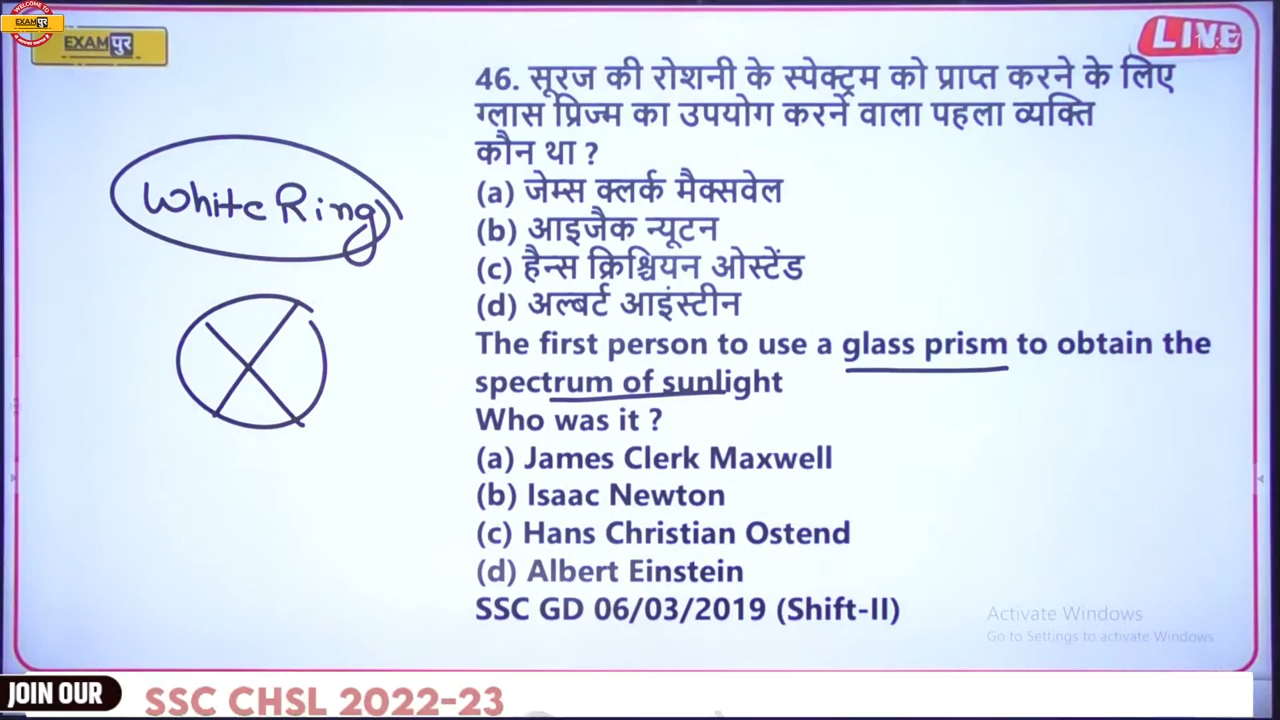 WELCOME TO
EXAMपुर
EXAMपुर
LIVE
46. सूरज की रोशनी के स्पेक्ट्रम को प्राप्त करने के लिए
ग्लास प्रिज्म का उपयोग करने वाला पहला व्यक्ति
कौन था ?
(a) जेम्स क्लर्क मैक्सवेल
(b) आइजैक न्यूटन
(c) हैन्स क्रिश्चियन ओस्टेंड
(d) अल्बर्ट आइंस्टीन
The first person to use a glass prism to obtain the
spectrum of sunlight
Who was it ?
(a) James Clerk Maxwell
(b) Isaac Newton
(c) Hans Christian Ostend
(d) Albert Einstein
SSC GD 06/03/2019 (Shift-II)
White Ring
Activate Windows
Go to Settings to activate Windows
JOIN OUR
SSC CHSL 2022-23